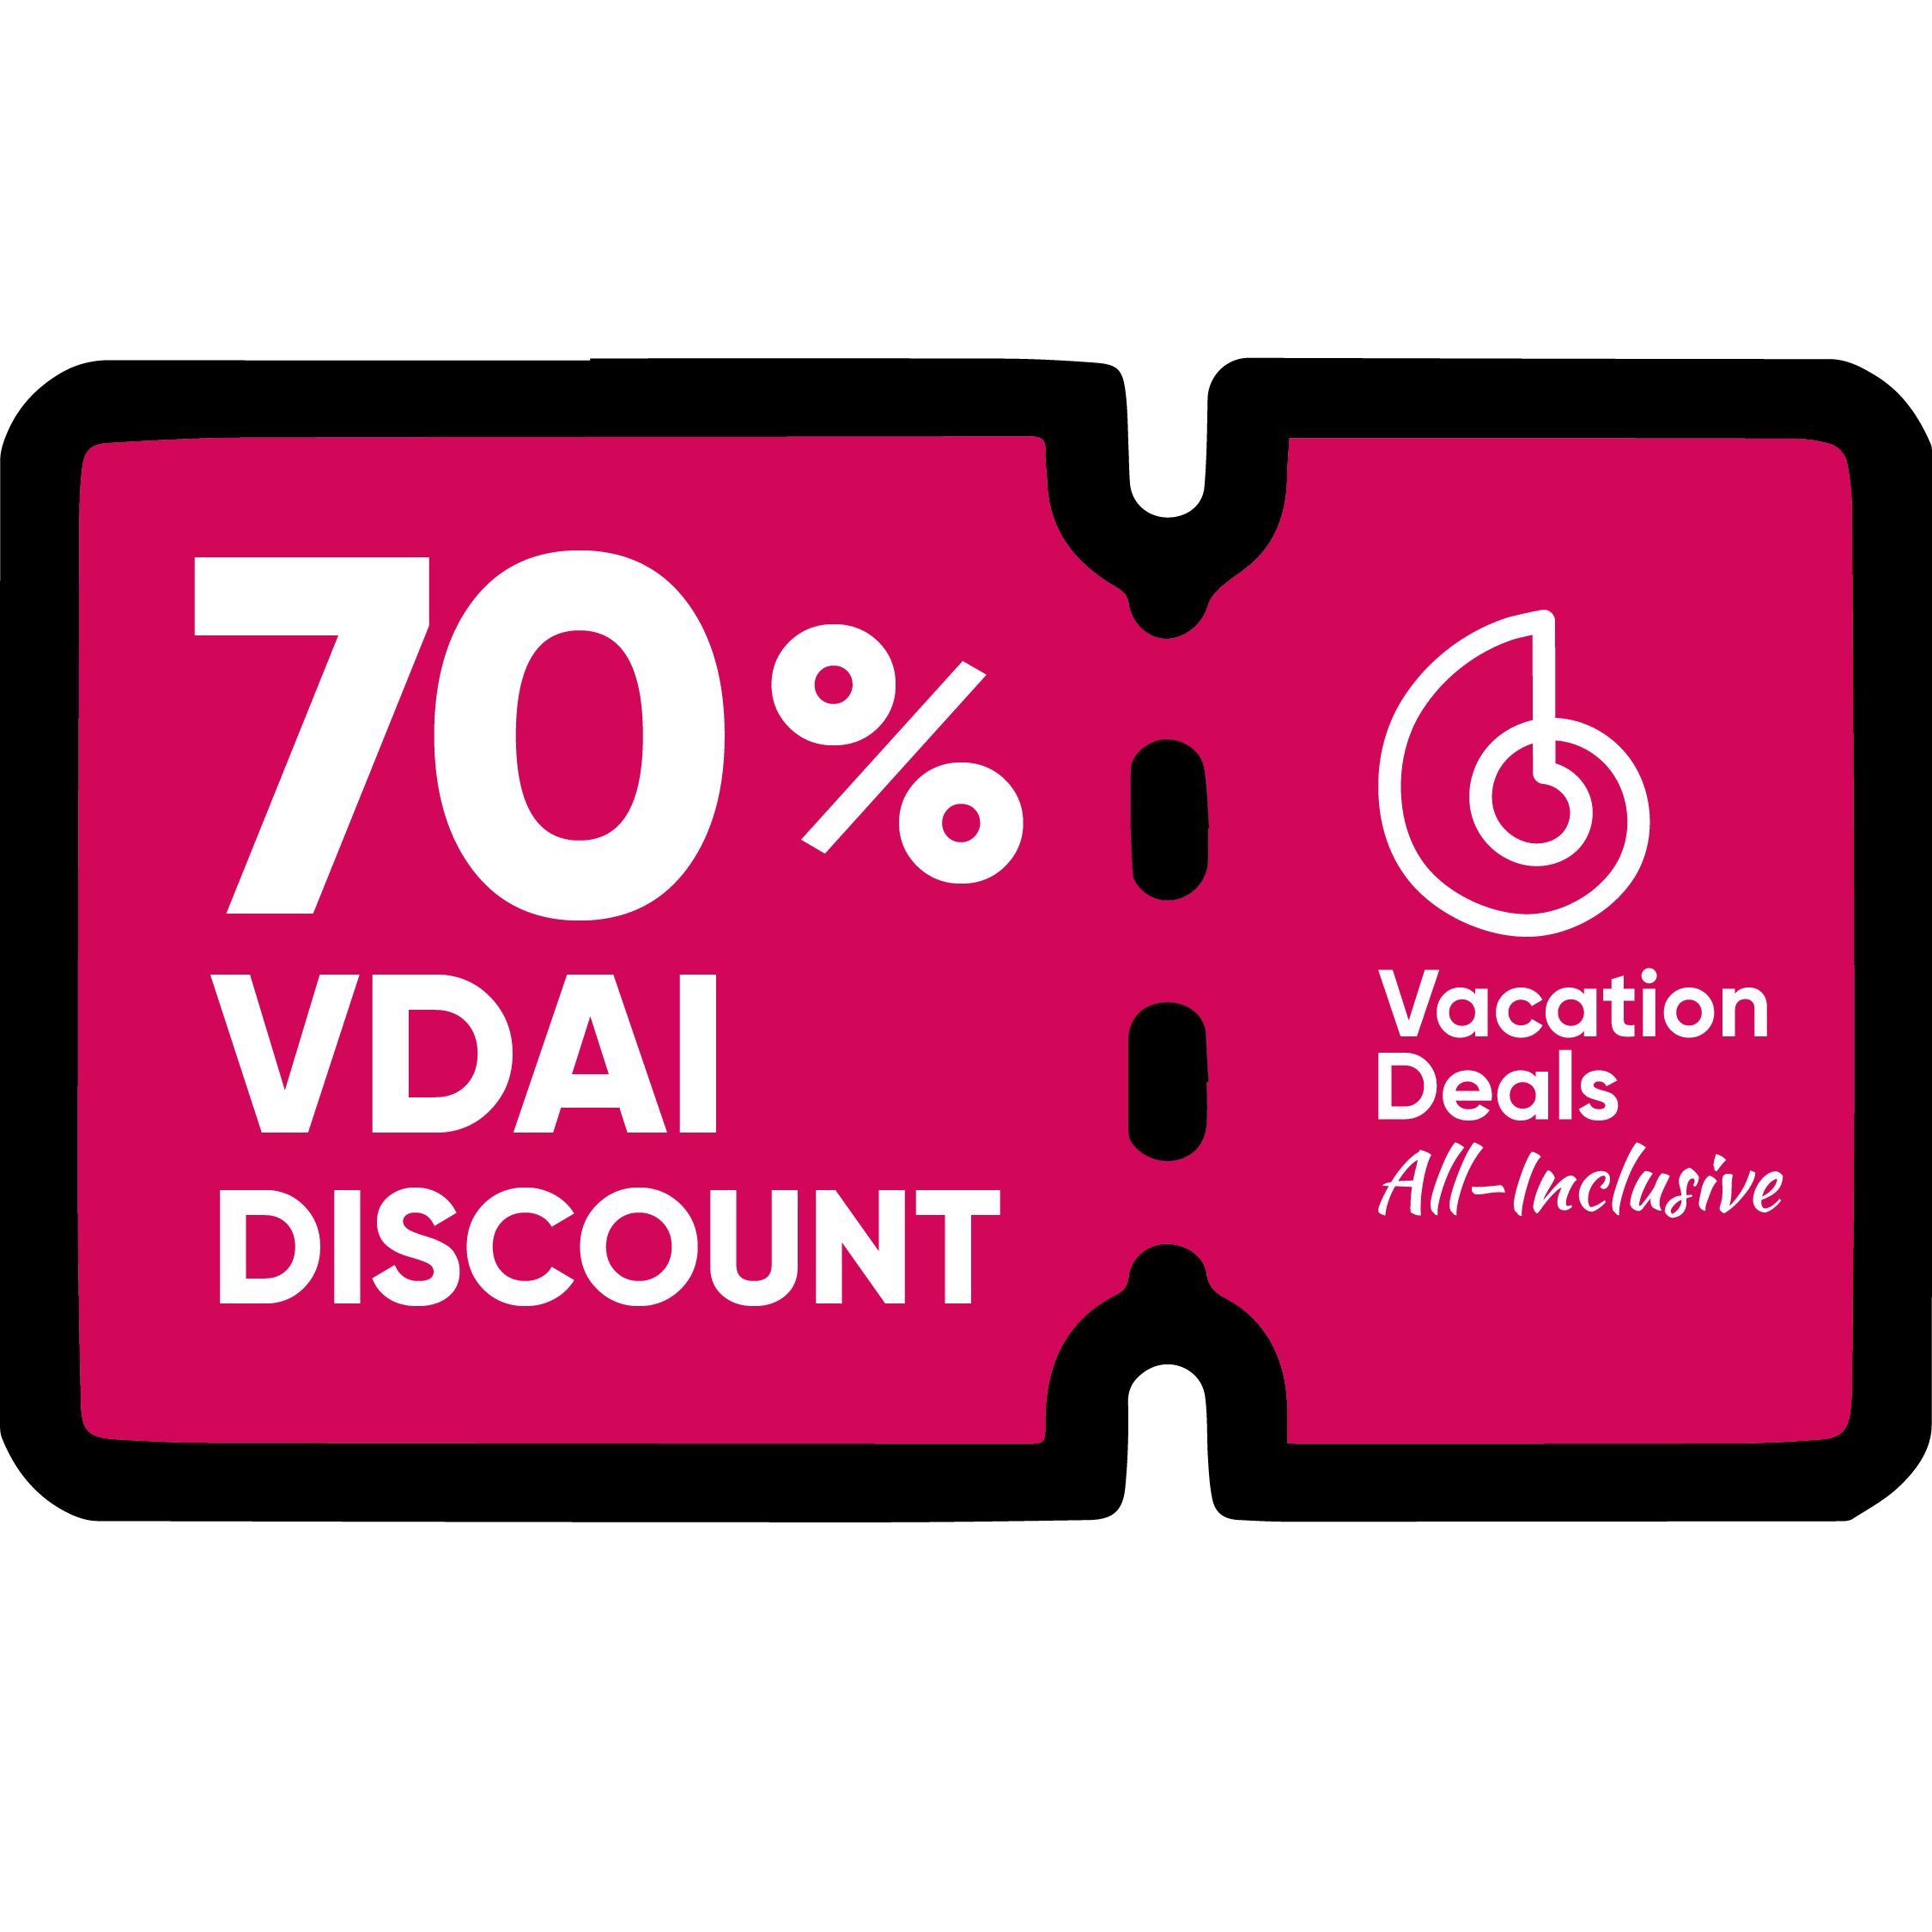 70%
VDAI
DISCOUNT
Vacation
Deals
All-Inclusive